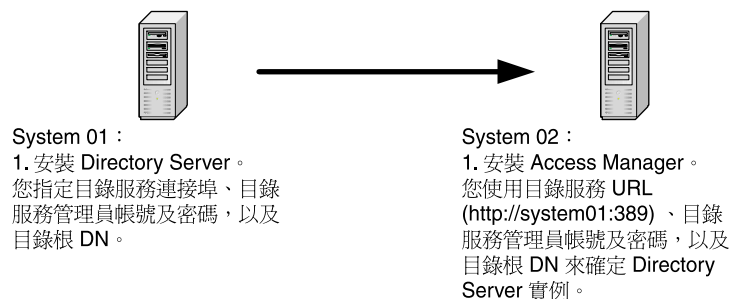 System 01：
1. 安裝 Directory Server。
您指定目錄服務連接埠、目錄
服務管理員帳號及密碼，以及
目錄根 DN。
System 02：
1. 安裝 Access Manager。
您使用目錄服務 URL
(http://system01:389) 、目錄
服務管理員帳號及密碼，以及
目錄根 DN 來確定 Directory
Server 實例。